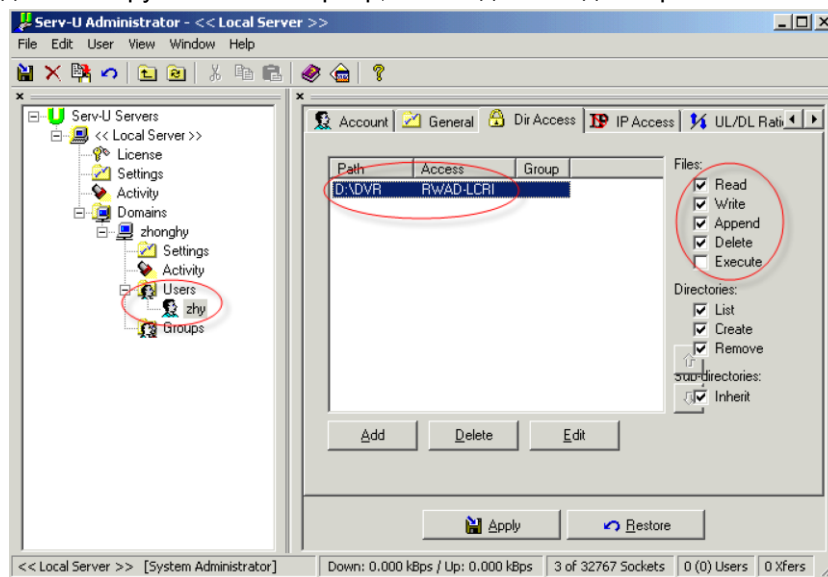 Serv-U Administrator - << Local Server >>
File Edit User View Window Help
Serv-U Servers
<< Local Server >>
License
Settings
Activity
Domains
zhonghy
Settings
Activity
Users
zhy
Groups
Account General Dir Access IP Access UL/DL Rati
Path Access Group
D:\DVR RWAD-LCRI
Files:
Read
Write
Append
Delete
Execute
Directories:
List
Create
Remove
Sub-directories:
Inherit
Add Delete Edit
Apply Restore
<< Local Server >> [System Administrator] Down: 0.000 kBps / Up: 0.000 kBps 3 of 32767 Sockets 0 (0) Users 0 Xfers